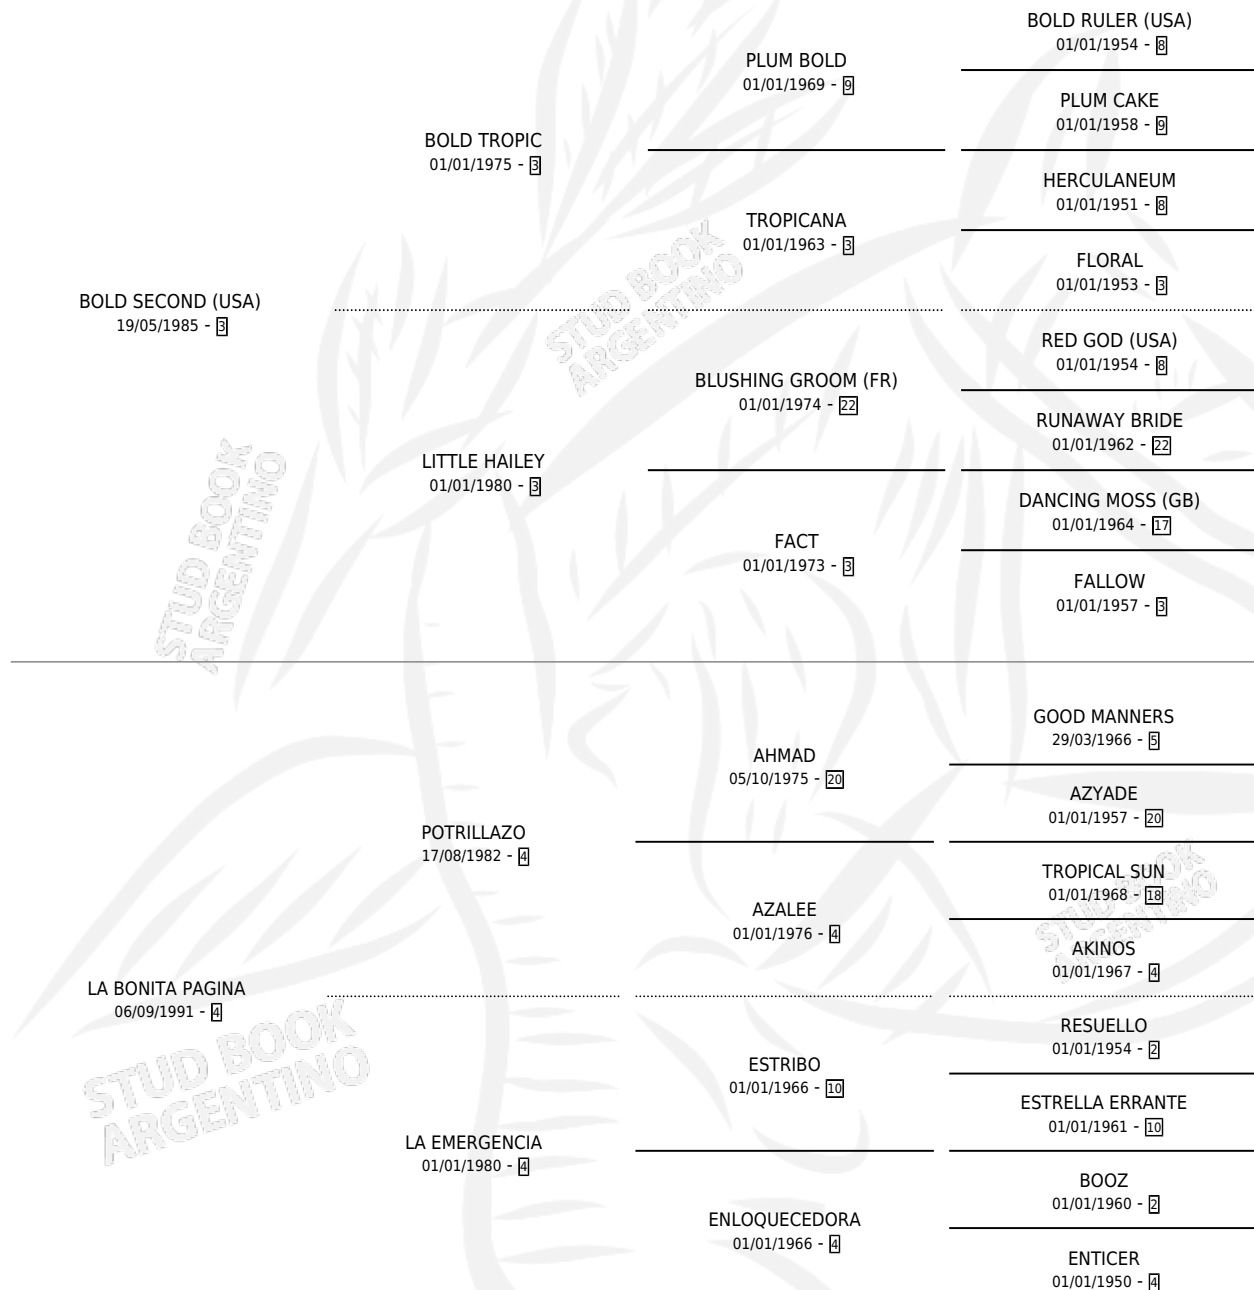 BOLD RULER (USA)
01/01/1954 - 8
PLUM BOLD
01/01/1969 - 9
PLUM CAKE
01/01/1958 - 9
BOLD TROPIC
01/01/1975 - 3
HERCULANEUM
01/01/1951 - 8
TROPICANA
01/01/1963 - 3
FLORAL
01/01/1953 - 3
BOLD SECOND (USA)
19/05/1985 - 3
STUD BOOK
ARGENTINO
RED GOD (USA)
01/01/1954 - 8
BLUSHING GROOM (FR)
01/01/1974 - 22
RUNAWAY BRIDE
01/01/1962 - 22
LITTLE HAILEY
01/01/1980 - 3
DANCING MOSS (GB)
01/01/1964 - 17
FACT
01/01/1973 - 3
FALLOW
01/01/1957 - 3
STUD BOOK
ARGENTINO
GOOD MANNERS
29/03/1966 - 5
AHMAD
05/10/1975 - 20
AZYADE
01/01/1957 - 20
POTRILLAZO
17/08/1982 - 4
TROPICAL SUN
01/01/1968 - 18
STUD BOOK
ARGENTINO
AZALEE
01/01/1976 - 4
AKINOS
01/01/1967 - 4
LA BONITA PAGINA
06/09/1991 - 4
RESUELLO
01/01/1954 - 2
ESTRIBO
01/01/1966 - 10
ESTRELLA ERRANTE
01/01/1961 - 10
STUD BOOK
ARGENTINO
LA EMERGENCIA
01/01/1980 - 4
BOOZ
01/01/1960 - 2
ENLOQUECEDORA
01/01/1966 - 4
ENTICER
01/01/1950 - 4